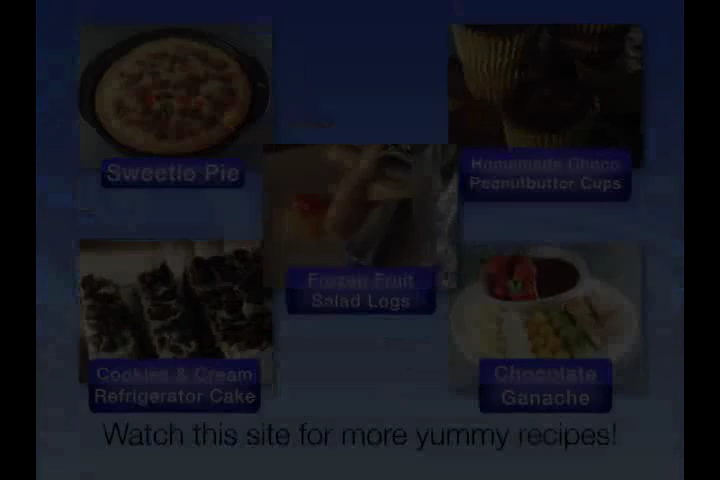 Sweetie Pie
Homemade Choco
Peanutbutter Cups
Frozen Fruit
Salad Logs
Cookies & Cream
Refrigerator Cake
Chocolate
Ganache
Watch this site for more yummy recipes!